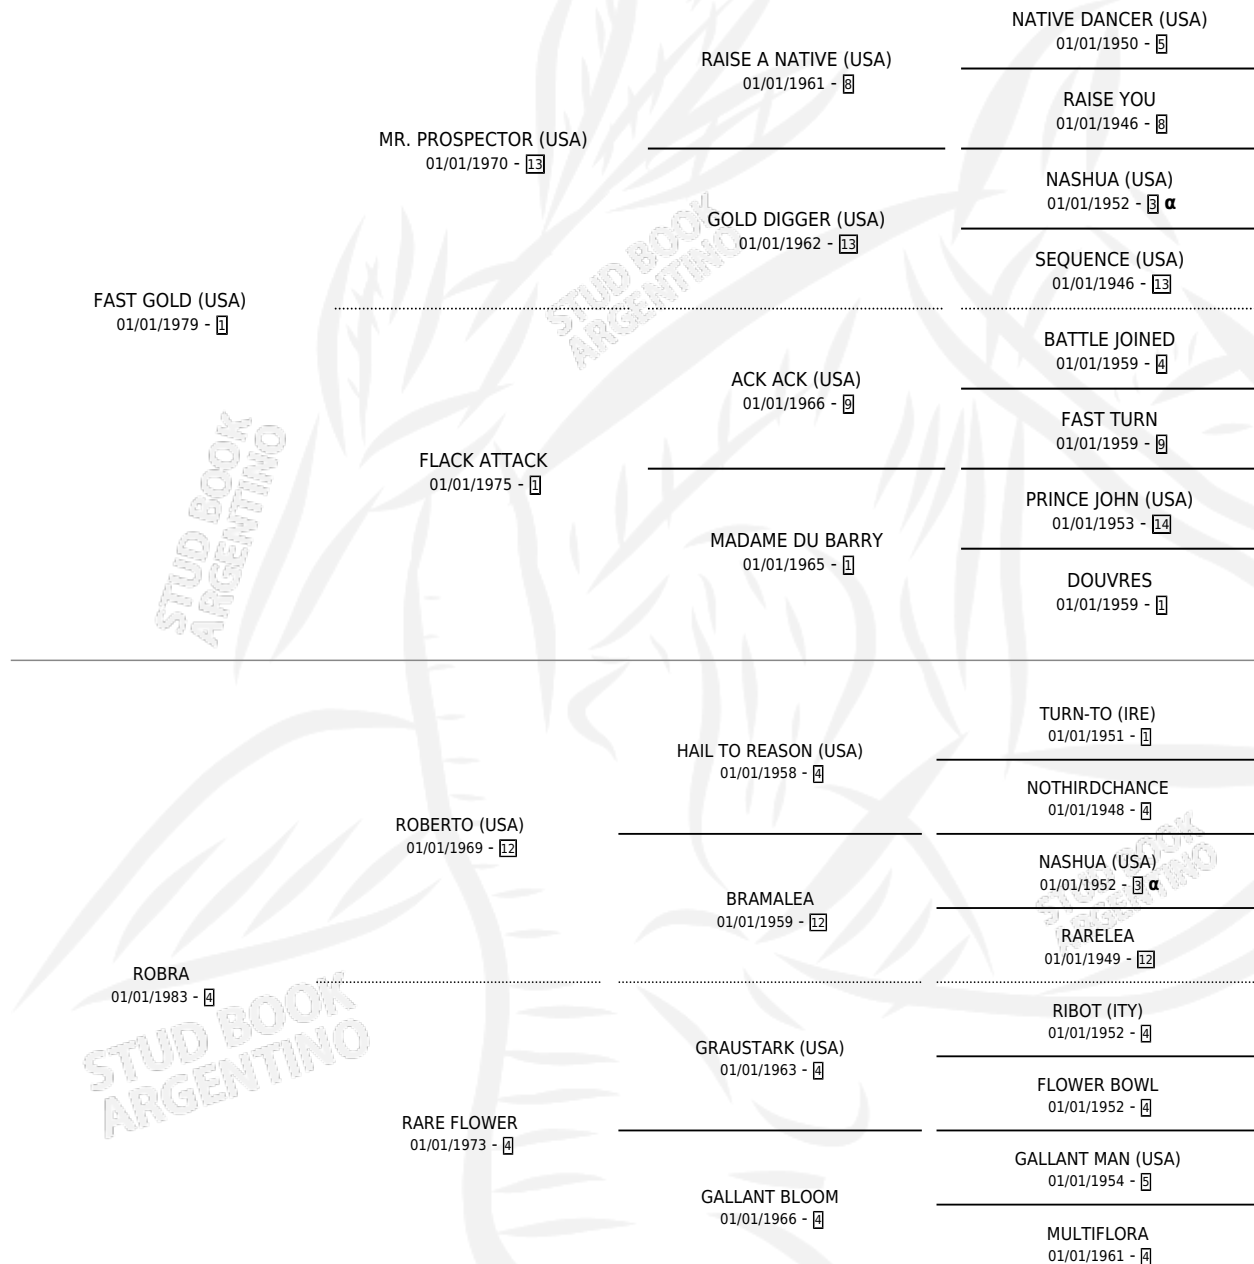 NATIVE DANCER (USA)
01/01/1950 - 5
RAISE A NATIVE (USA)
01/01/1961 - 8
RAISE YOU
01/01/1946 - 8
MR. PROSPECTOR (USA)
01/01/1970 - 13
NASHUA (USA)
01/01/1952 - 3 α
GOLD DIGGER (USA)
01/01/1962 - 13
SEQUENCE (USA)
01/01/1946 - 13
FAST GOLD (USA)
01/01/1979 - 1
BATTLE JOINED
01/01/1959 - 4
ACK ACK (USA)
01/01/1966 - 9
FAST TURN
01/01/1959 - 9
FLACK ATTACK
01/01/1975 - 1
PRINCE JOHN (USA)
01/01/1953 - 14
MADAME DU BARRY
01/01/1965 - 1
DOUVRES
01/01/1959 - 1
TURN-TO (IRE)
01/01/1951 - 1
HAIL TO REASON (USA)
01/01/1958 - 4
NOTHIRDCHANCE
01/01/1948 - 4
ROBERTO (USA)
01/01/1969 - 12
NASHUA (USA)
01/01/1952 - 3 α
BRAMALEA
01/01/1959 - 12
RARELEA
01/01/1949 - 12
ROBRA
01/01/1983 - 4
RIBOT (ITY)
01/01/1952 - 4
GRAUSTARK (USA)
01/01/1963 - 4
FLOWER BOWL
01/01/1952 - 4
RARE FLOWER
01/01/1973 - 4
GALLANT MAN (USA)
01/01/1954 - 5
GALLANT BLOOM
01/01/1966 - 4
MULTIFLORA
01/01/1961 - 4
STUD BOOK
ARGENTINO
STUD BOOK
ARGENTINO
STUD BOOK
ARGENTINO
STUD BOOK
ARGENTINO